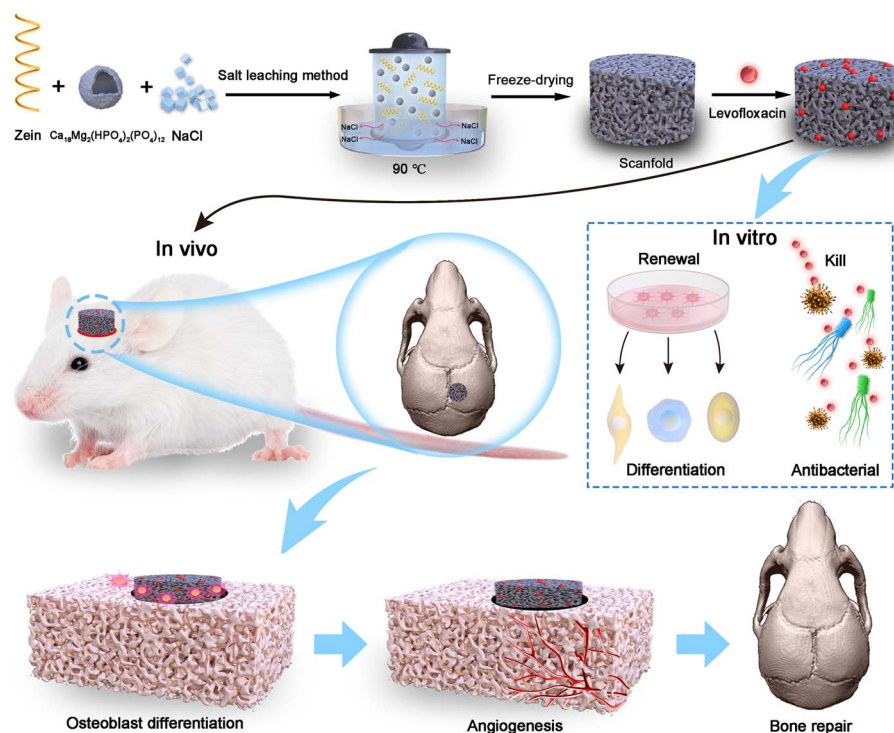 Zein
+
Ca₁₈Mg₂(HPO₄)₂(PO₄)₁₂
+
NaCl
Salt leaching method
NaCl
NaCl
NaCl
NaCl
90 ℃
Freeze-drying
Scanfold
Levofloxacin
In vivo
In vitro
Renewal
Kill
Differentiation
Antibacterial
Osteoblast differentiation
Angiogenesis
Bone repair